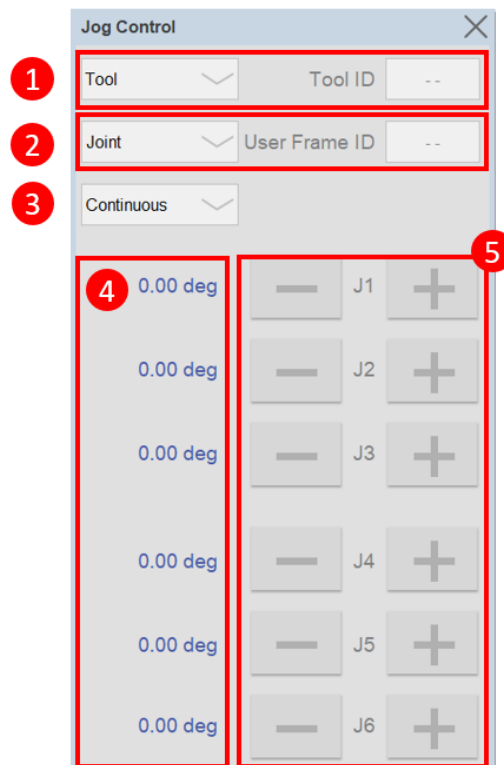 Jog Control
1 Tool Tool ID --
2 Joint User Frame ID --
3 Continuous
5
4 0.00 deg J1
0.00 deg J2
0.00 deg J3
0.00 deg J4
0.00 deg J5
0.00 deg J6